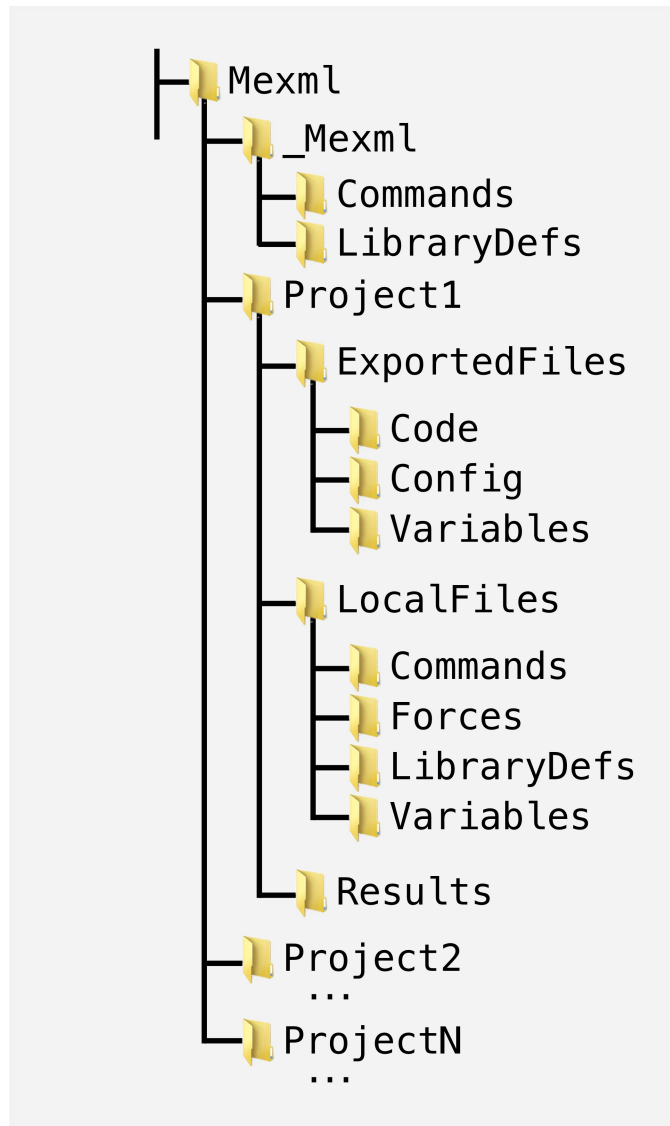 Mexml
_Mexml
Commands
LibraryDefs
Project1
ExportedFiles
Code
Config
Variables
LocalFiles
Commands
Forces
LibraryDefs
Variables
Results
Project2
...
ProjectN
...